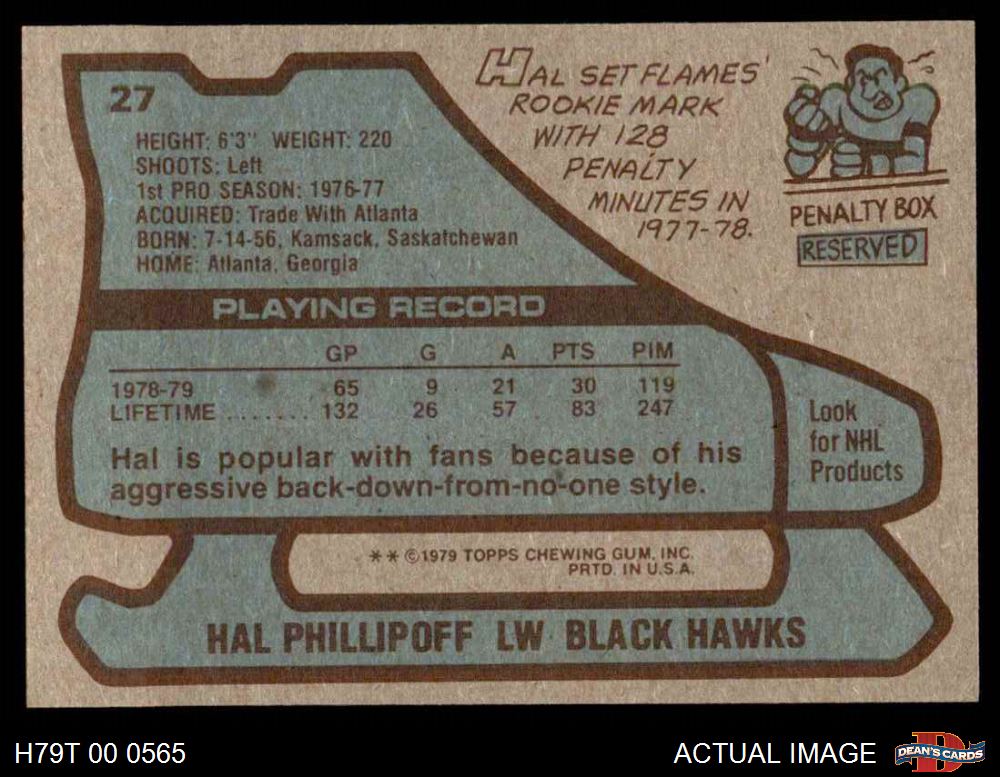 27
HEIGHT: 6'3" WEIGHT: 220
SHOOTS: Left
1st PRO SEASON: 1976-77
ACQUIRED: Trade With Atlanta
BORN: 7-14-56, Kamsack, Saskatchewan
HOME: Atlanta, Georgia
HAL SET FLAMES'
ROOKIE MARK
WITH 128
PENALTY
MINUTES IN
1977-78.
PENALTY BOX
RESERVED
PLAYING RECORD
GP G A PTS PIM
1978-79 65 9 21 30 119
LIFETIME ........ 132 26 57 83 247
Hal is popular with fans because of his
aggressive back-down-from-no-one style.
Look
for NHL
Products
** ©1979 TOPPS CHEWING GUM, INC.
PRTD. IN U.S.A.
HAL PHILLIPOFF LW BLACK HAWKS
H79T 00 0565
ACTUAL IMAGE
D
DEAN'S CARDS